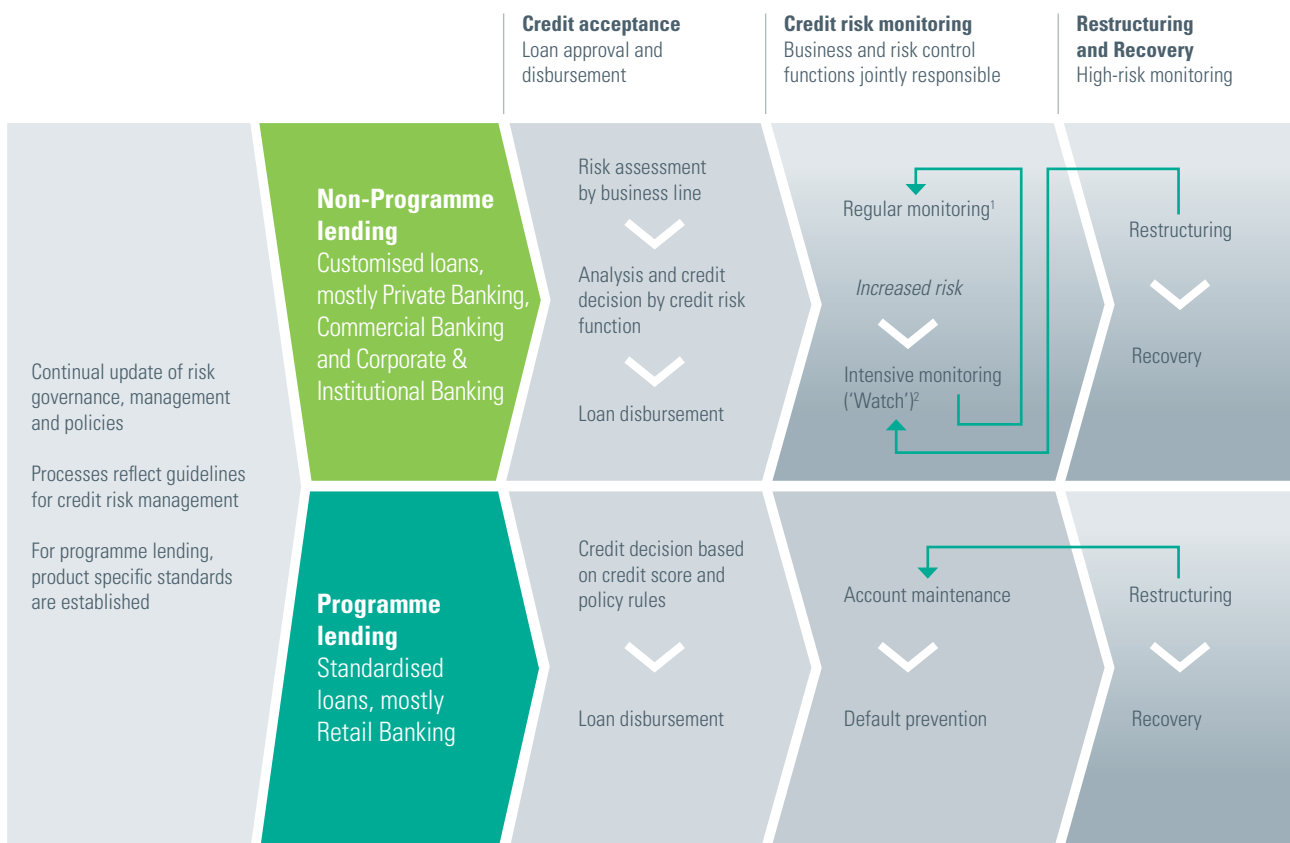 Credit acceptance
Loan approval and
disbursement
Credit risk monitoring
Business and risk control
functions jointly responsible
Restructuring
and Recovery
High-risk monitoring
Continual update of risk
governance, management
and policies
Processes reflect guidelines
for credit risk management
For programme lending,
product specific standards
are established
Non-Programme
lending
Customised loans,
mostly Private Banking,
Commercial Banking
and Corporate &
Institutional Banking
Risk assessment
by business line
Analysis and credit
decision by credit risk
function
Loan disbursement
Regular monitoring¹
Increased risk
Intensive monitoring
(‘Watch’)²
Restructuring
Recovery
Programme
lending
Standardised
loans, mostly
Retail Banking
Credit decision based
on credit score and
policy rules
Loan disbursement
Account maintenance
Default prevention
Restructuring
Recovery